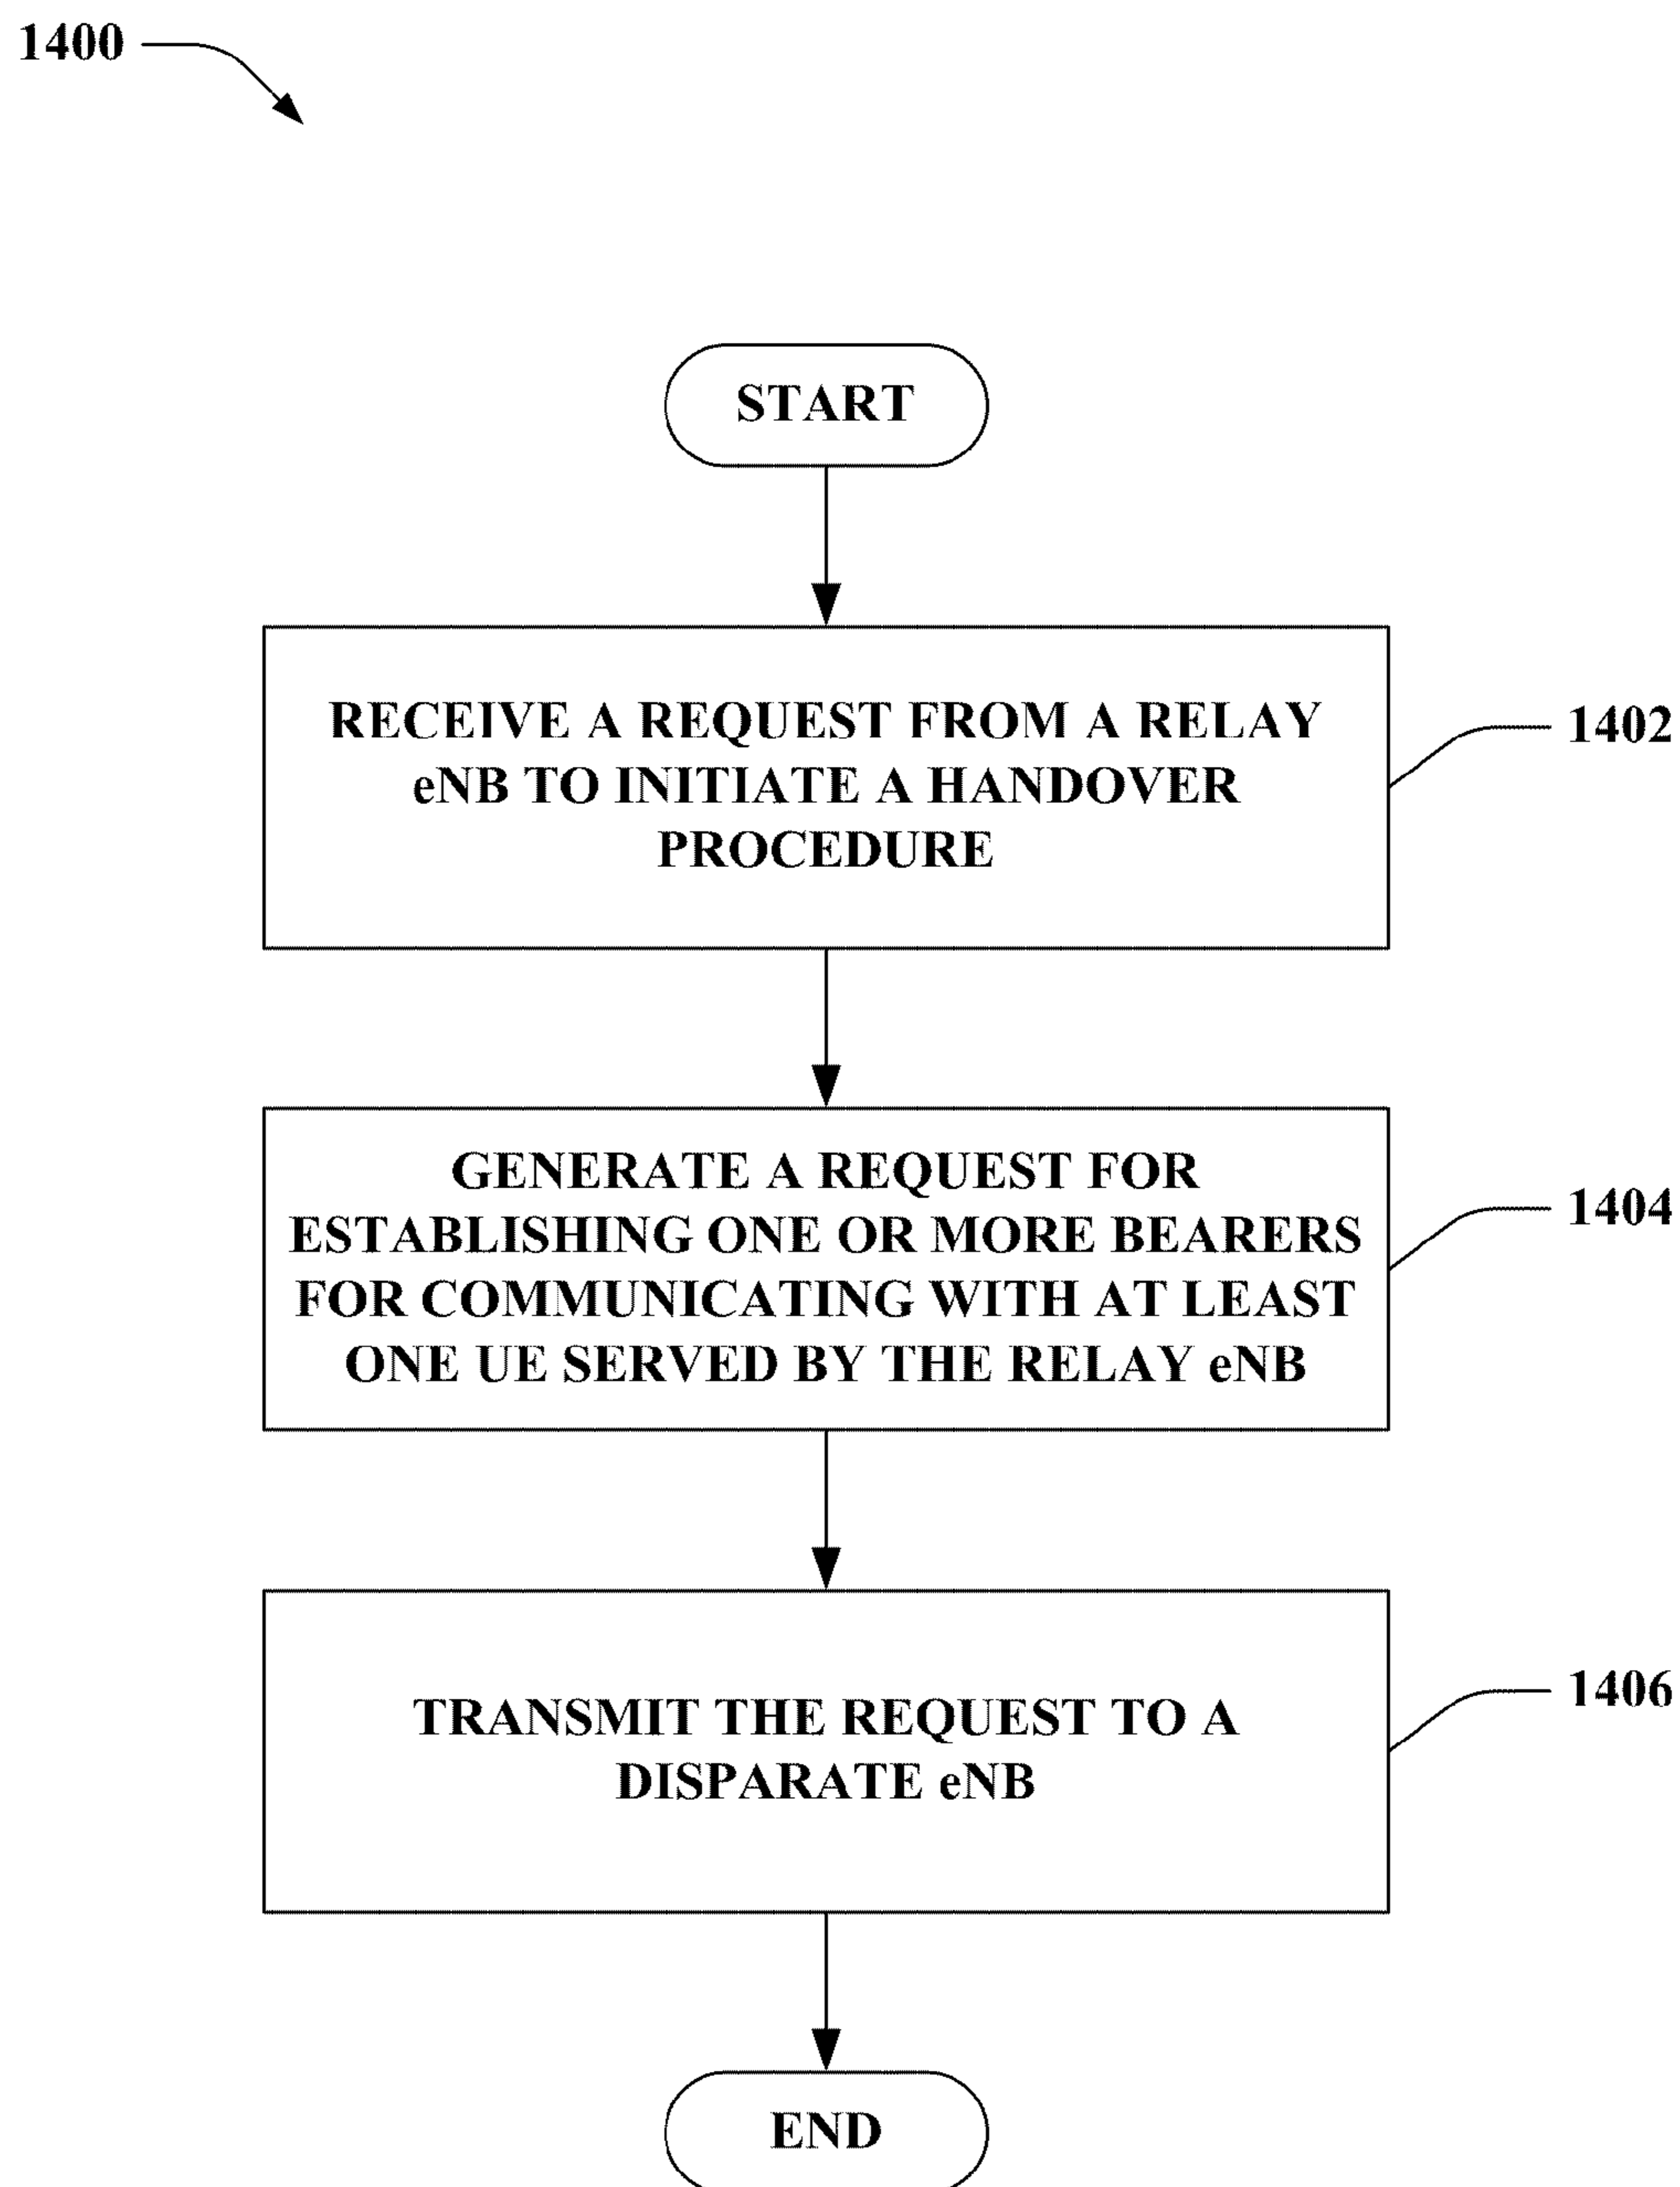 1400
START
RECEIVE A REQUEST FROM A RELAY
eNB TO INITIATE A HANDOVER
PROCEDURE
1402
GENERATE A REQUEST FOR
ESTABLISHING ONE OR MORE BEARERS
FOR COMMUNICATING WITH AT LEAST
ONE UE SERVED BY THE RELAY eNB
1404
TRANSMIT THE REQUEST TO A
DISPARATE eNB
1406
END